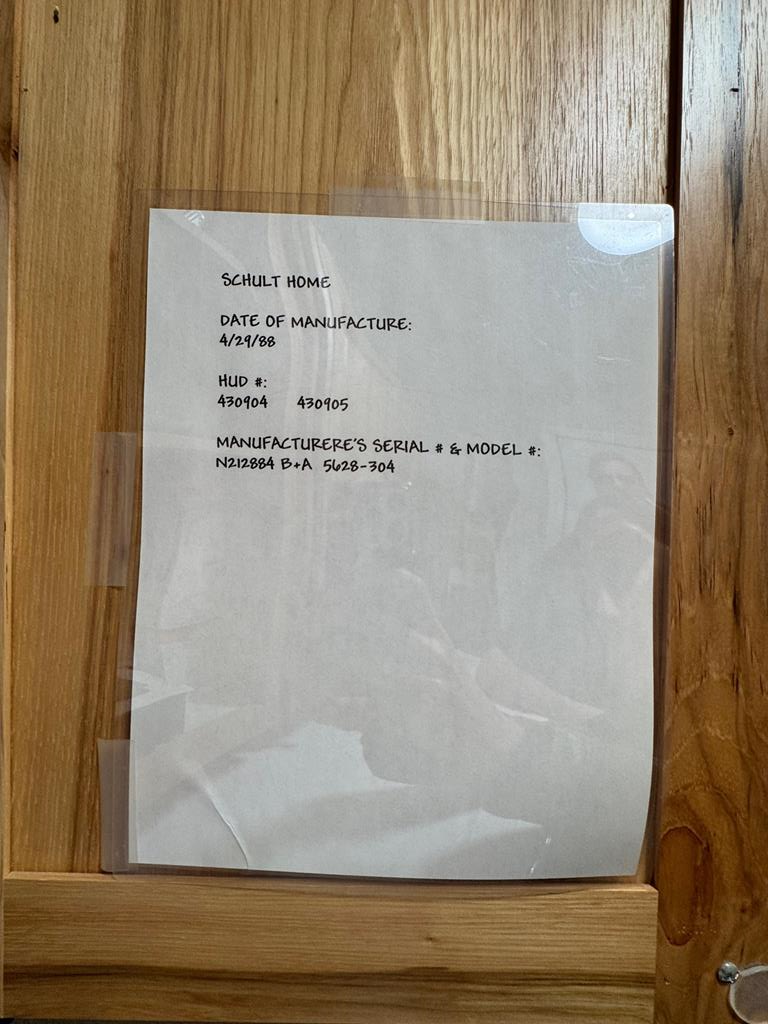 SCHULT HOME
DATE OF MANUFACTURE:
4/29/88
HUD #:
430904 430905
MANUFACTURERE'S SERIAL # & MODEL #:
N212884 B+A 5628-304